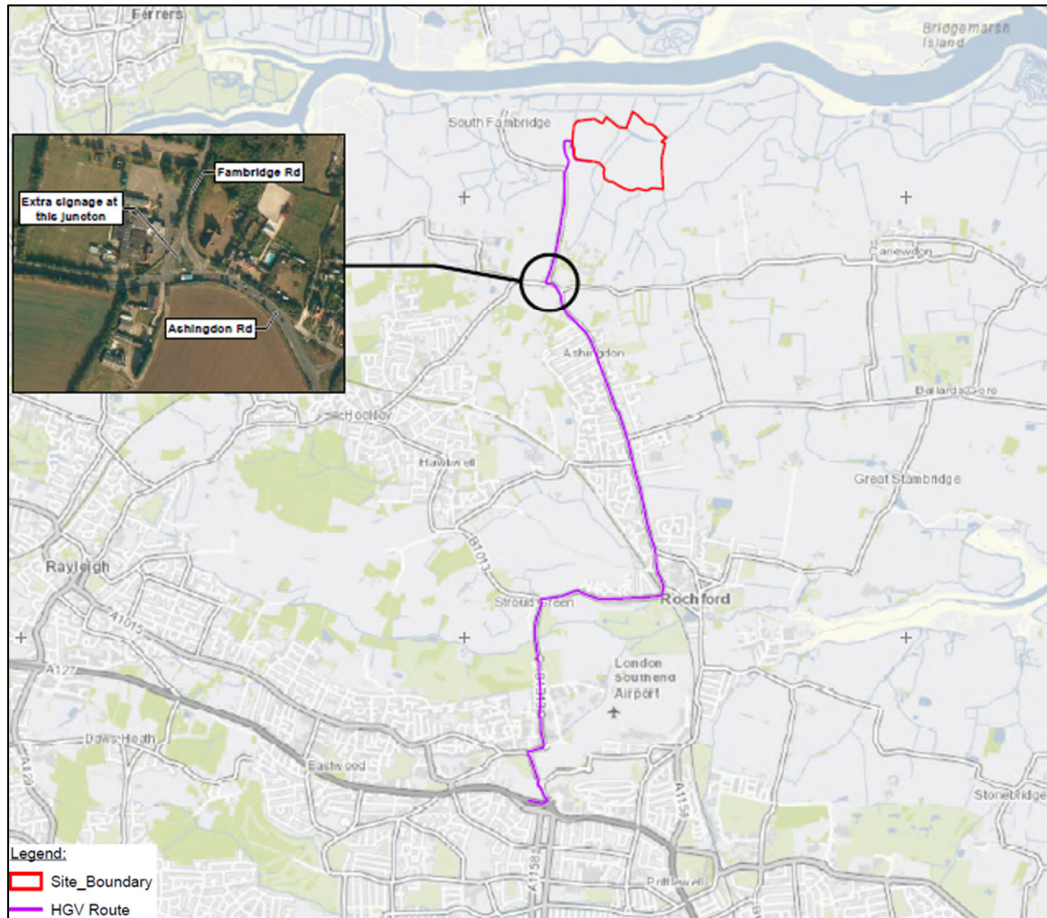 Ferrers
Bridgemarsh
Island
South Fambridge
Fambridge Rd
Extra signage at
this juncton
Ashingdon Rd
Canewdon
Ashingdon
Ballards Gore
Hockley
Hawkwell
Great Stambridge
B1013
Rayleigh
Stroud Green
Rochford
A1015
A127
London
Southend
Airport
Daws Heath
Eastwood
A129
A1159
Stonebridge
A1158
Prittlewell
Legend:
Site_Boundary
HGV Route